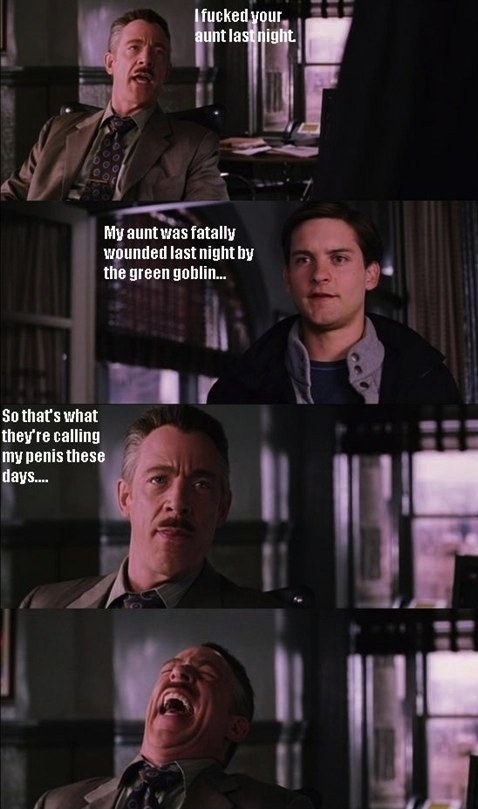 I fucked your
aunt last night.
My aunt was fatally
wounded last night by
the green goblin...
So that's what
they're calling
my penis these
days....